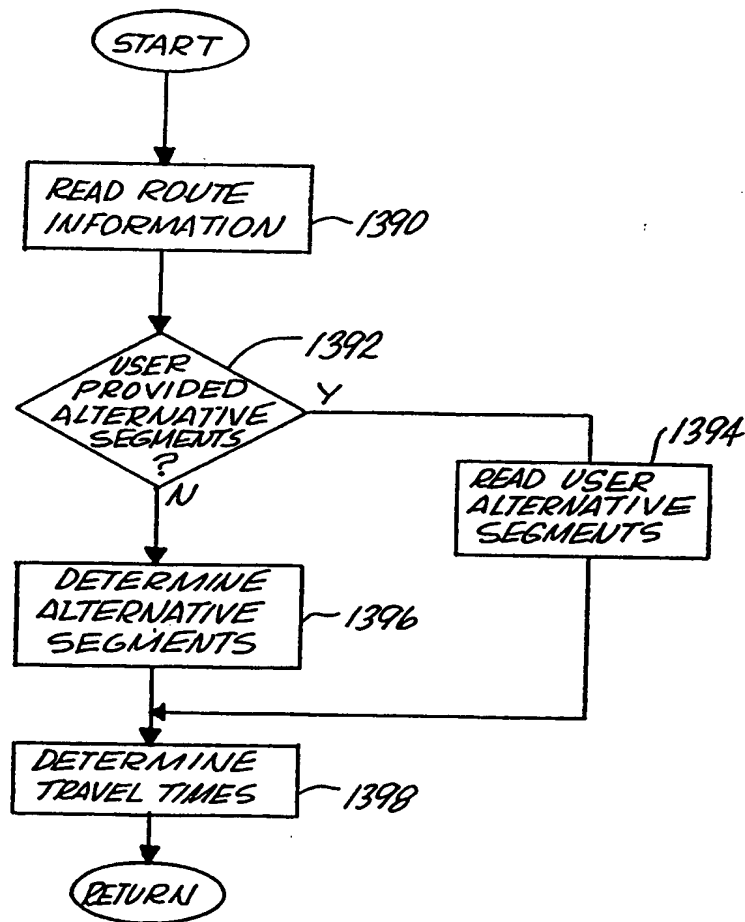 START
READ ROUTE
INFORMATION
1390
1392
USER
PROVIDED
ALTERNATIVE
SEGMENTS
?
Y
N
1394
READ USER
ALTERNATIVE
SEGMENTS
DETERMINE
ALTERNATIVE
SEGMENTS
1396
DETERMINE
TRAVEL TIMES
1398
RETURN